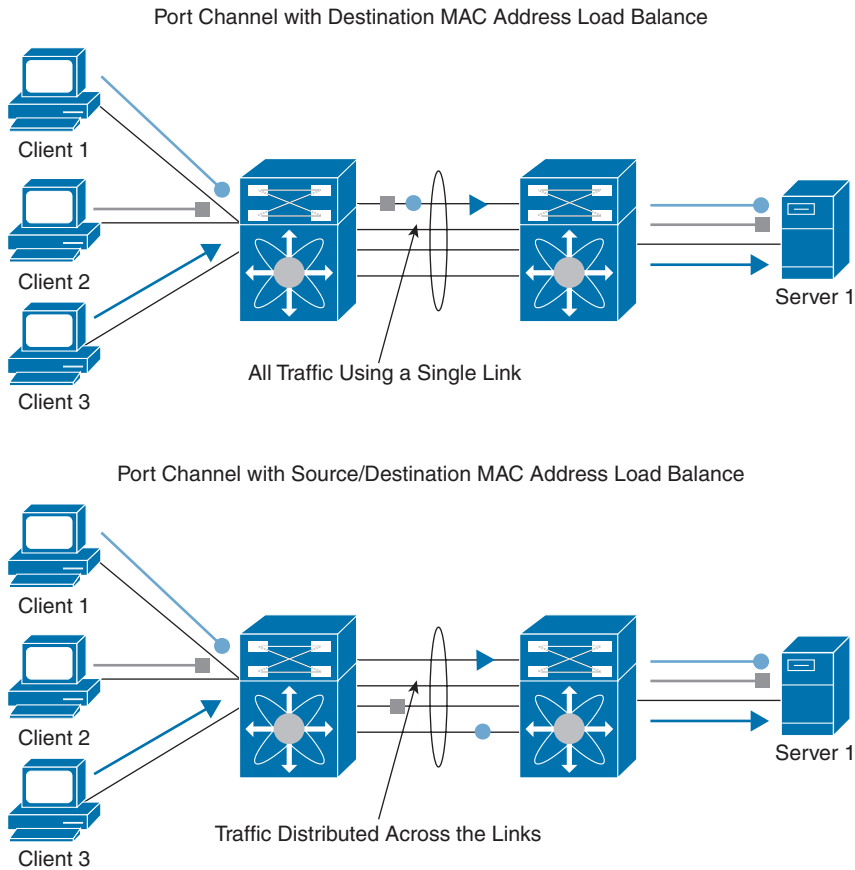 Port Channel with Destination MAC Address Load Balance
Client 1
Client 2
Server 1
All Traffic Using a Single Link
Client 3
Port Channel with Source/Destination MAC Address Load Balance
Client 1
Client 2
Server 1
Traffic Distributed Across the Links
Client 3